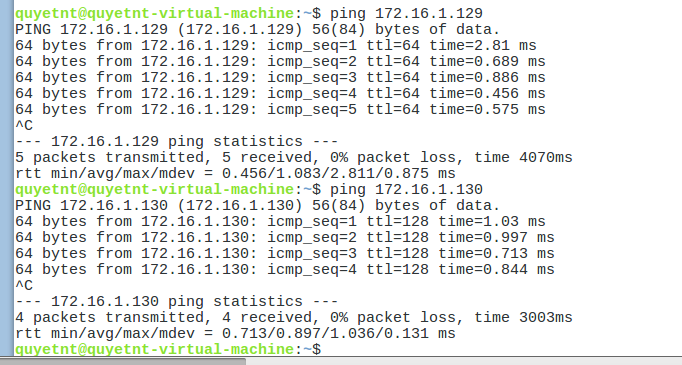 quyetnt@quyetnt-virtual-machine:~$ ping 172.16.1.129
PING 172.16.1.129 (172.16.1.129) 56(84) bytes of data.
64 bytes from 172.16.1.129: icmp_seq=1 ttl=64 time=2.81 ms
64 bytes from 172.16.1.129: icmp_seq=2 ttl=64 time=0.689 ms
64 bytes from 172.16.1.129: icmp_seq=3 ttl=64 time=0.886 ms
64 bytes from 172.16.1.129: icmp_seq=4 ttl=64 time=0.456 ms
64 bytes from 172.16.1.129: icmp_seq=5 ttl=64 time=0.575 ms
^C
--- 172.16.1.129 ping statistics ---
5 packets transmitted, 5 received, 0% packet loss, time 4070ms
rtt min/avg/max/mdev = 0.456/1.083/2.811/0.875 ms
quyetnt@quyetnt-virtual-machine:~$ ping 172.16.1.130
PING 172.16.1.130 (172.16.1.130) 56(84) bytes of data.
64 bytes from 172.16.1.130: icmp_seq=1 ttl=128 time=1.03 ms
64 bytes from 172.16.1.130: icmp_seq=2 ttl=128 time=0.997 ms
64 bytes from 172.16.1.130: icmp_seq=3 ttl=128 time=0.713 ms
64 bytes from 172.16.1.130: icmp_seq=4 ttl=128 time=0.844 ms
^C
--- 172.16.1.130 ping statistics ---
4 packets transmitted, 4 received, 0% packet loss, time 3003ms
rtt min/avg/max/mdev = 0.713/0.897/1.036/0.131 ms
quyetnt@quyetnt-virtual-machine:~$